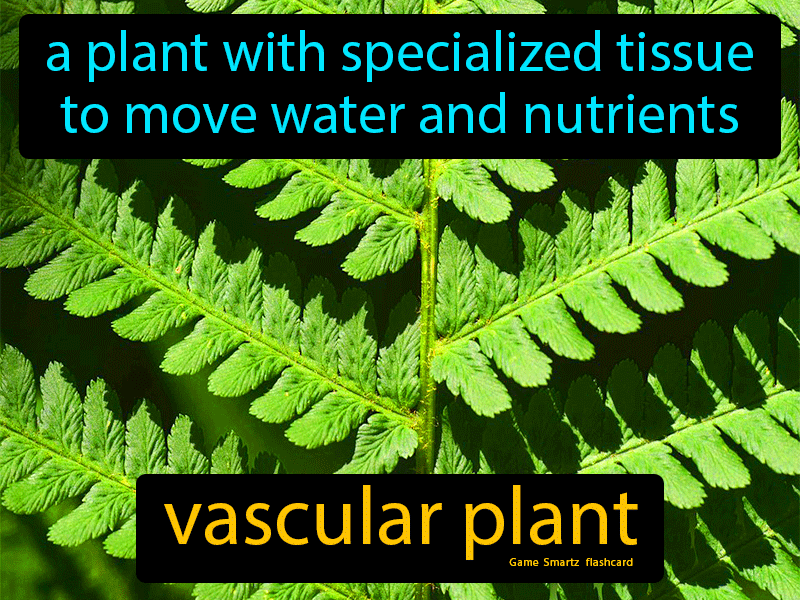 a plant with specialized tissue
to move water and nutrients
vascular plant
Game Smartz flashcard